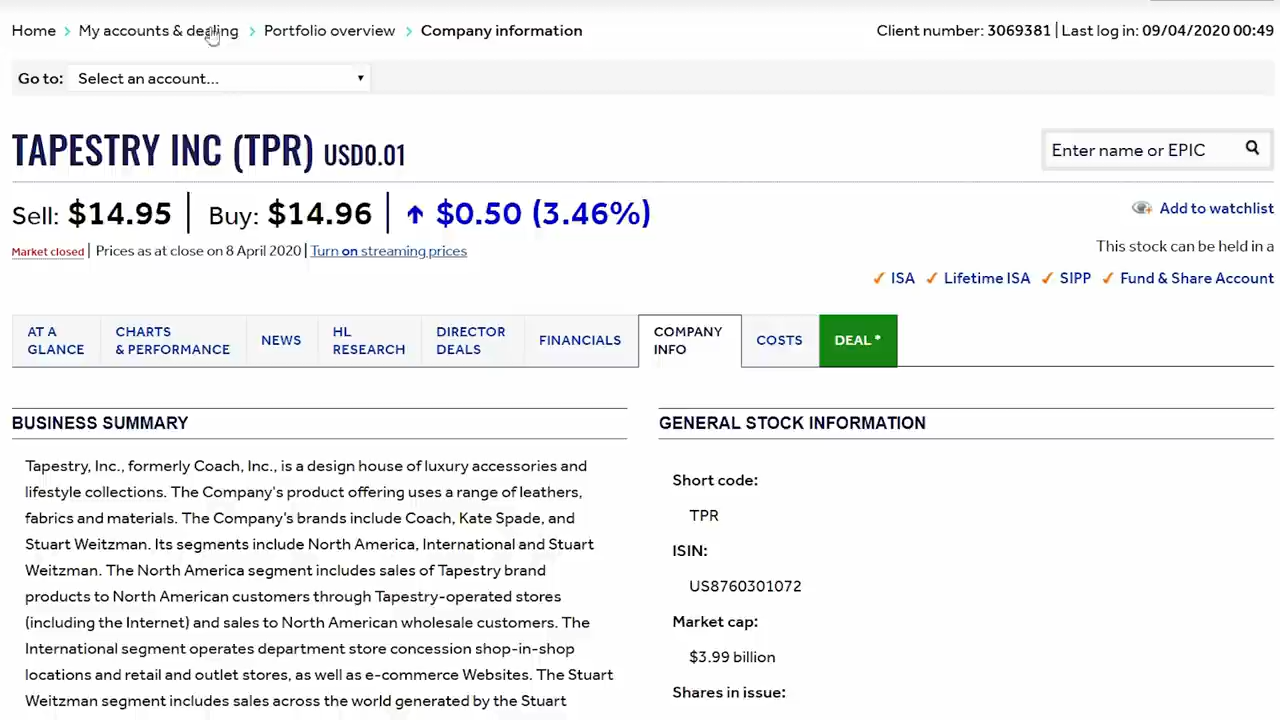 Home > My accounts & dealing > Portfolio overview > Company information
Client number: 3069381 | Last log in: 09/04/2020 00:49
Go to: Select an account...
TAPESTRY INC (TPR) USD0.01
Enter name or EPIC
Sell: $14.95 | Buy: $14.96 | ↑ $0.50 (3.46%)
Add to watchlist
Market closed | Prices as at close on 8 April 2020 | Turn on streaming prices
This stock can be held in a
✓ ISA ✓ Lifetime ISA ✓ SIPP ✓ Fund & Share Account
AT A GLANCE
CHARTS & PERFORMANCE
NEWS
HL RESEARCH
DIRECTOR DEALS
FINANCIALS
COMPANY INFO
COSTS
DEAL *
BUSINESS SUMMARY
Tapestry, Inc., formerly Coach, Inc., is a design house of luxury accessories and
lifestyle collections. The Company's product offering uses a range of leathers,
fabrics and materials. The Company's brands include Coach, Kate Spade, and
Stuart Weitzman. Its segments include North America, International and Stuart
Weitzman. The North America segment includes sales of Tapestry brand
products to North American customers through Tapestry-operated stores
(including the Internet) and sales to North American wholesale customers. The
International segment operates department store concession shop-in-shop
locations and retail and outlet stores, as well as e-commerce Websites. The Stuart
Weitzman segment includes sales across the world generated by the Stuart
GENERAL STOCK INFORMATION
Short code:
TPR
ISIN:
US8760301072
Market cap:
$3.99 billion
Shares in issue: